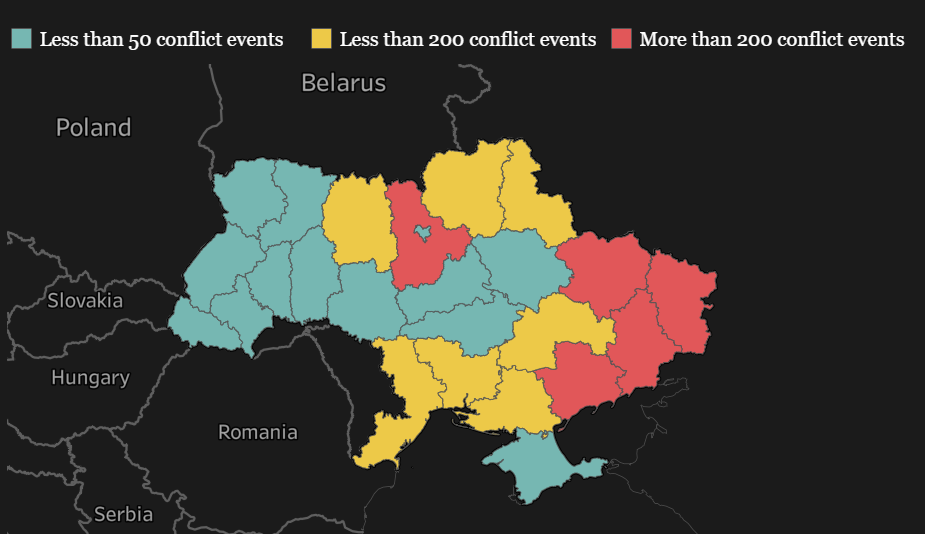 Less than 50 conflict events
Less than 200 conflict events
More than 200 conflict events
Belarus
Poland
Slovakia
Hungary
Romania
Serbia